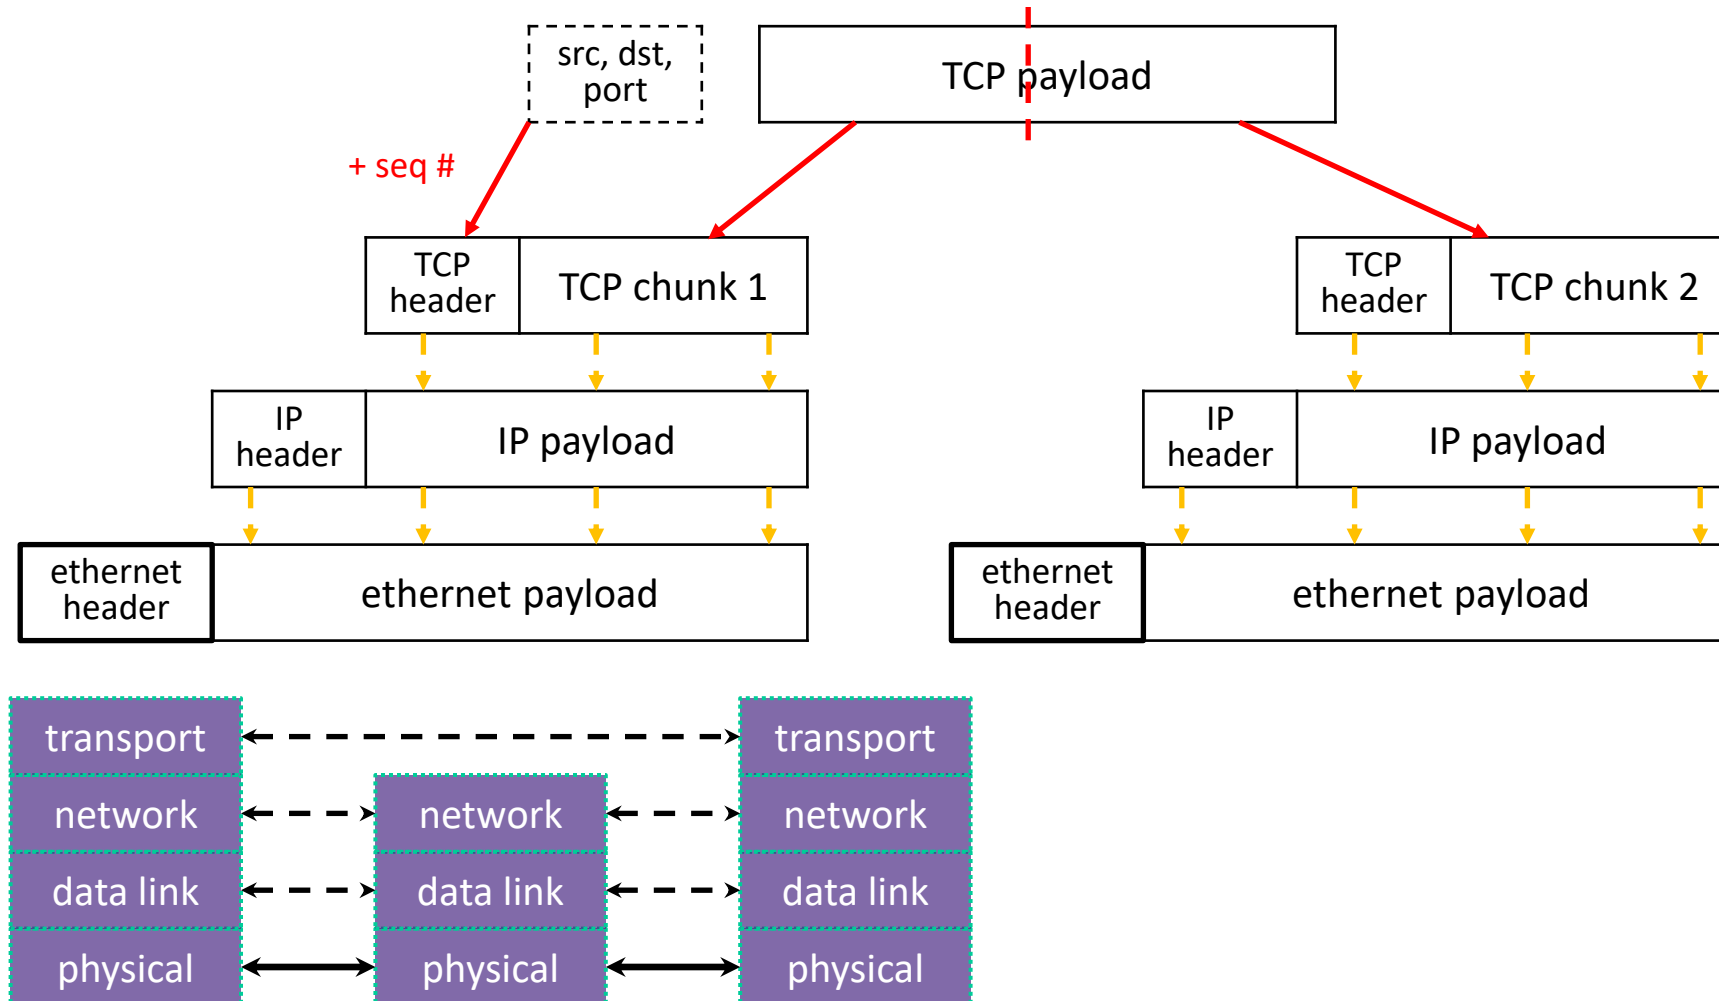 src, dst,
port
TCP payload
+ seq #
TCP
header
TCP chunk 1
TCP
header
TCP chunk 2
IP
header
IP payload
IP
header
IP payload
ethernet
header
ethernet payload
ethernet
header
ethernet payload
transport
transport
network
network
network
data link
data link
data link
physical
physical
physical